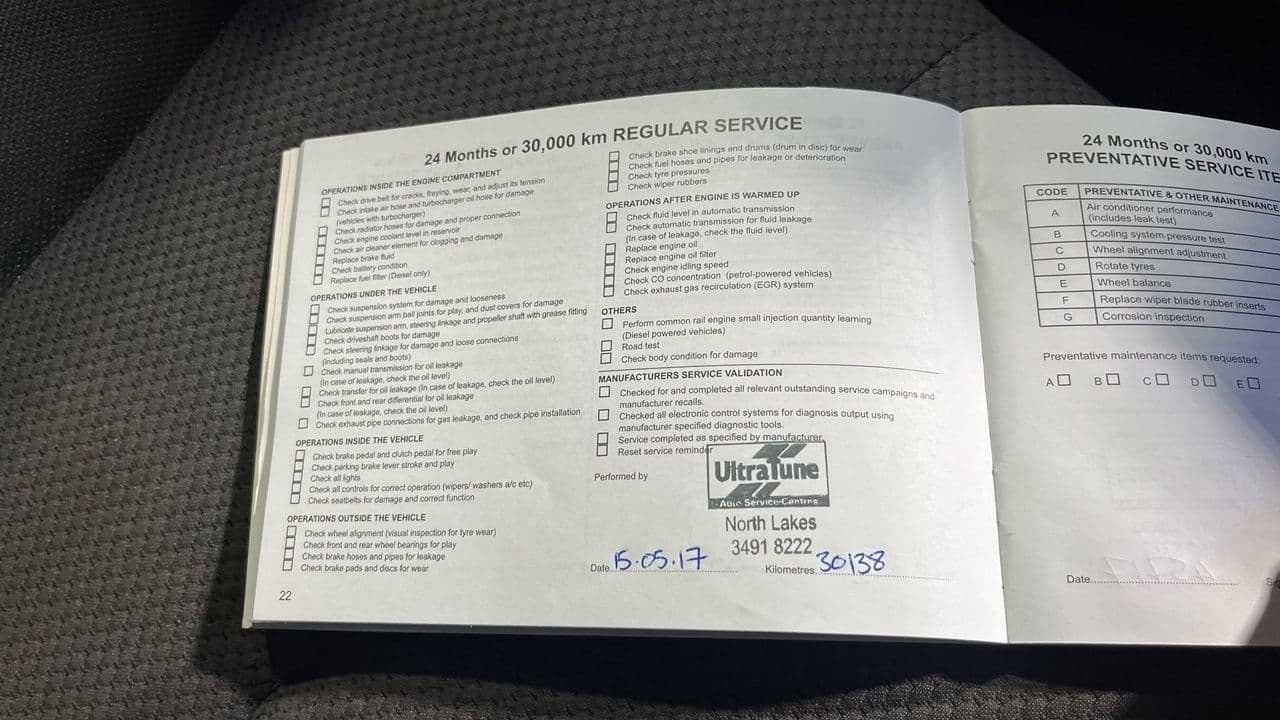 24 Months or 30,000 km REGULAR SERVICE
OPERATIONS INSIDE THE ENGINE COMPARTMENT
Check drive belt for cracks, fraying, wear, and adjust its tension
Check intake air hose and turbocharger oil hose for damage
(vehicles with turbocharger)
Check radiator hoses for damage and proper connection
Check engine coolant level in reservoir
Check air cleaner element for clogging and damage
Replace brake fluid
Check battery condition
Replace fuel filter (Diesel only)
OPERATIONS UNDER THE VEHICLE
Check suspension system for damage and looseness
Check suspension arm ball joints for play, and dust covers for damage
Lubricate suspension arm, steering linkage and propeller shaft with grease fitting
Check driveshaft boots for damage
Check steering linkage for damage and loose connections
(including seals and boots)
Check manual transmission for oil leakage
(In case of leakage, check the oil level)
Check transfer for oil leakage (in case of leakage, check the oil level)
Check front and rear differential for oil leakage
(In case of leakage, check the oil level)
Check exhaust pipe connections for gas leakage, and check pipe installation
OPERATIONS INSIDE THE VEHICLE
Check brake pedal and clutch pedal for free play
Check parking brake lever stroke and play
Check all lights
Check all controls for correct operation (wipers/ washers a/c etc)
Check seatbelts for damage and correct function
OPERATIONS OUTSIDE THE VEHICLE
Check wheel alignment (visual inspection for tyre wear)
Check front and rear wheel bearings for play
Check brake hoses and pipes for leakage
Check brake pads and discs for wear
22
Check brake shoe linings and drums (drum in disc) for wear
Check fuel hoses and pipes for leakage or deterioration
Check tyre pressures
Check wiper rubbers
OPERATIONS AFTER ENGINE IS WARMED UP
Check fluid level in automatic transmission
Check automatic transmission for fluid leakage
(In case of leakage, check the fluid level)
Replace engine oil
Replace engine oil filter
Check engine idling speed
Check CO concentration (petrol-powered vehicles)
Check exhaust gas recirculation (EGR) system
OTHERS
Perform common rail engine small injection quantity learning
(Diesel powered vehicles)
Road test
Check body condition for damage
MANUFACTURERS SERVICE VALIDATION
Checked for and completed all relevant outstanding service campaigns and
manufacturer recalls.
Checked all electronic control systems for diagnosis output using
manufacturer specified diagnostic tools.
Service completed as specified by manufacturer.
Reset service reminder
Performed by
UltraTune
Auto Service Centres
North Lakes
3491 8222
Date 15.05.17
Kilometres 30138
24 Months or 30,000 km
PREVENTATIVE SERVICE ITE
CODE PREVENTATIVE & OTHER MAINTENANCE
A Air conditioner performance
(includes leak test)
B Cooling system pressure test
C Wheel alignment adjustment
D Rotate tyres
E Wheel balance
F Replace wiper blade rubber inserts
G Corrosion inspection
Preventative maintenance items requested:
A B C D E
Date